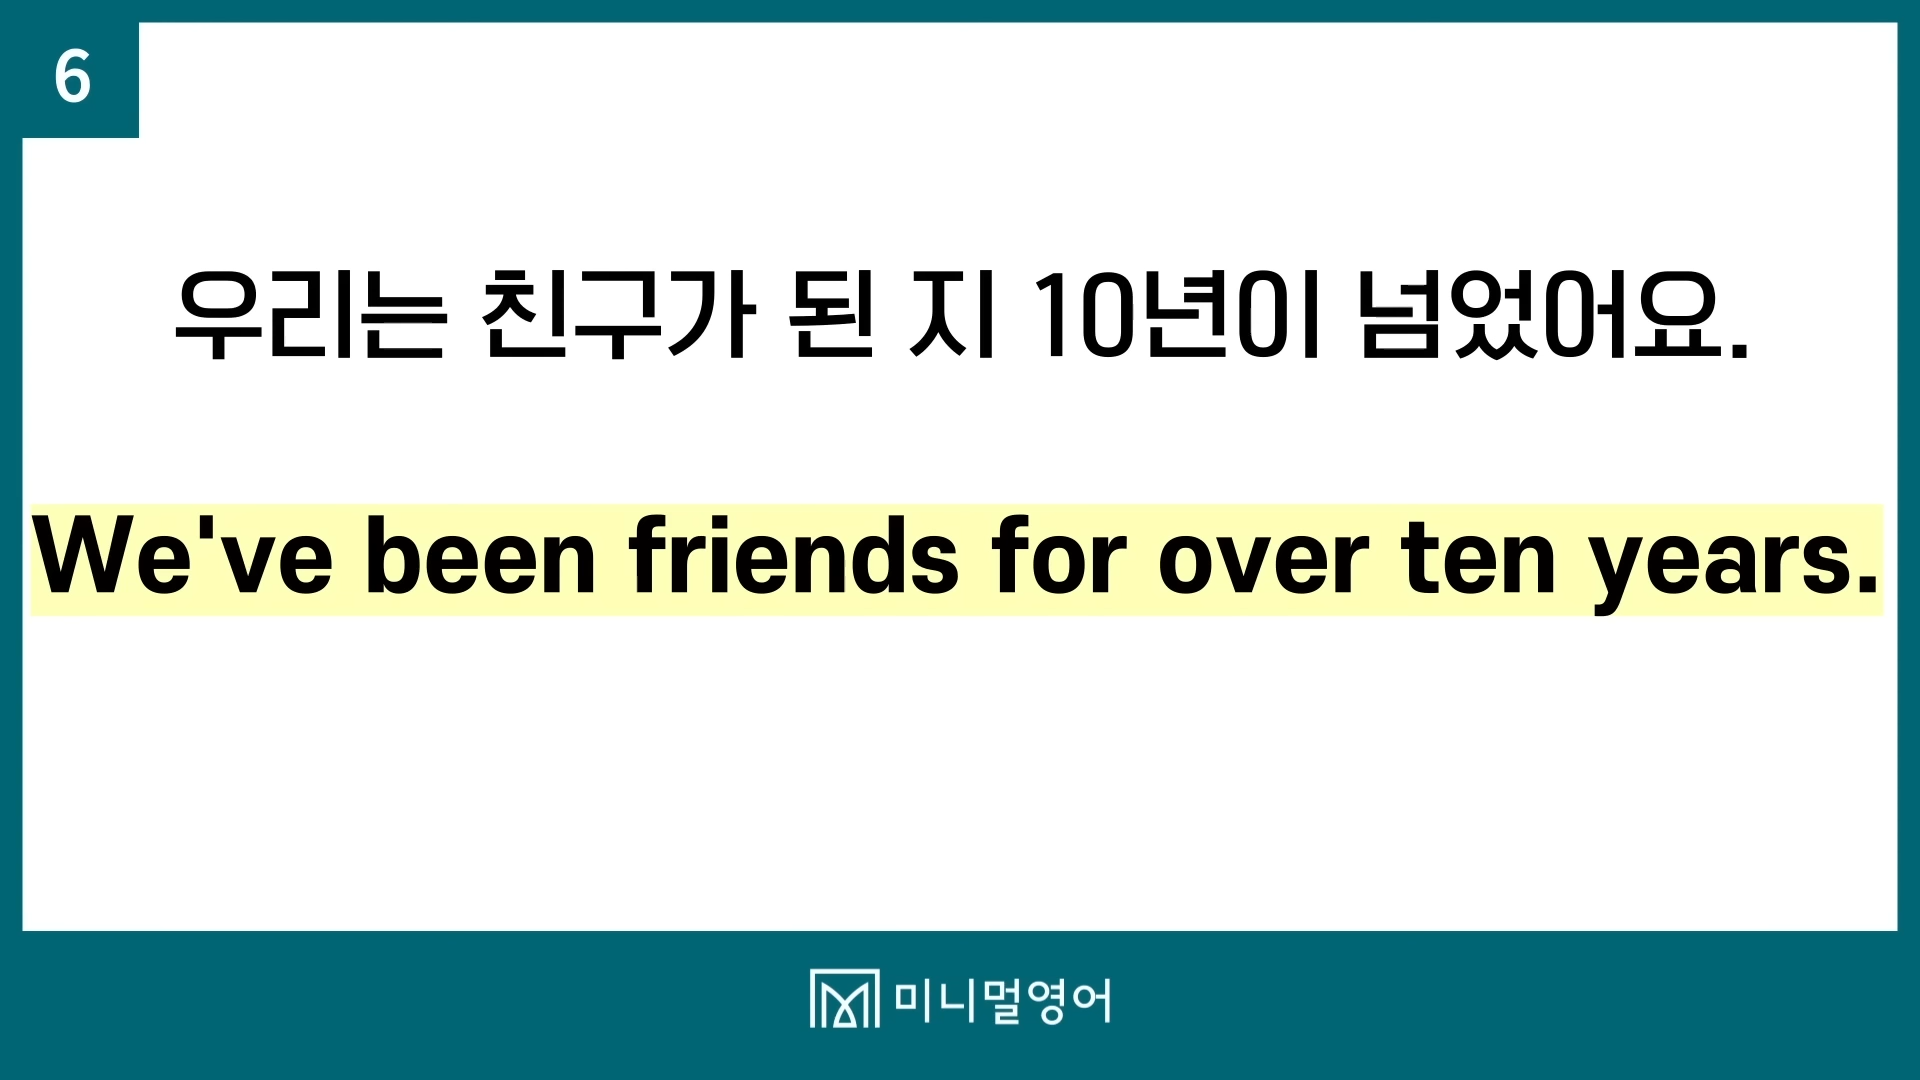 6
우리는 친구가 된 지 10년이 넘었어요.
We've been friends for over ten years.
미니멀영어